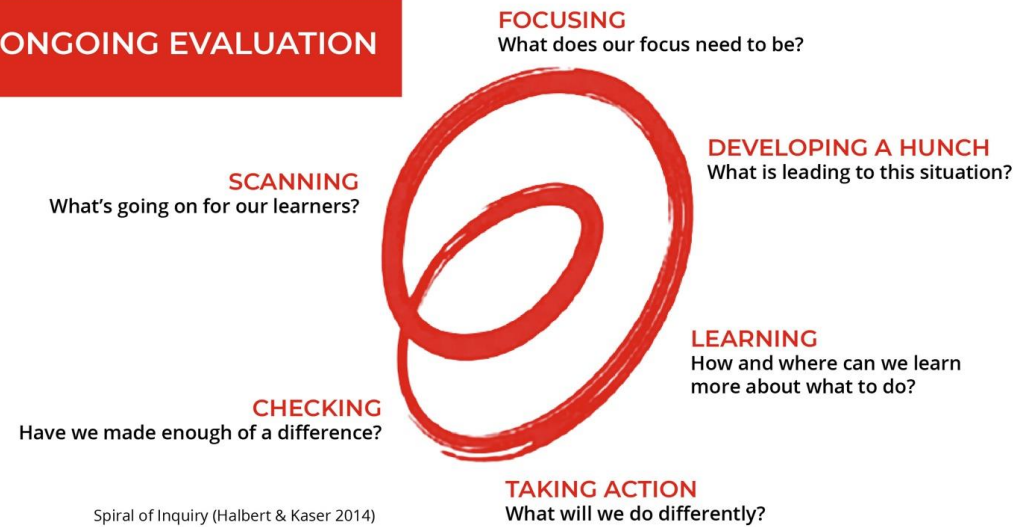 ONGOING EVALUATION
FOCUSING
What does our focus need to be?
DEVELOPING A HUNCH
What is leading to this situation?
LEARNING
How and where can we learn
more about what to do?
TAKING ACTION
What will we do differently?
CHECKING
Have we made enough of a difference?
SCANNING
What’s going on for our learners?
Spiral of Inquiry (Halbert & Kaser 2014)